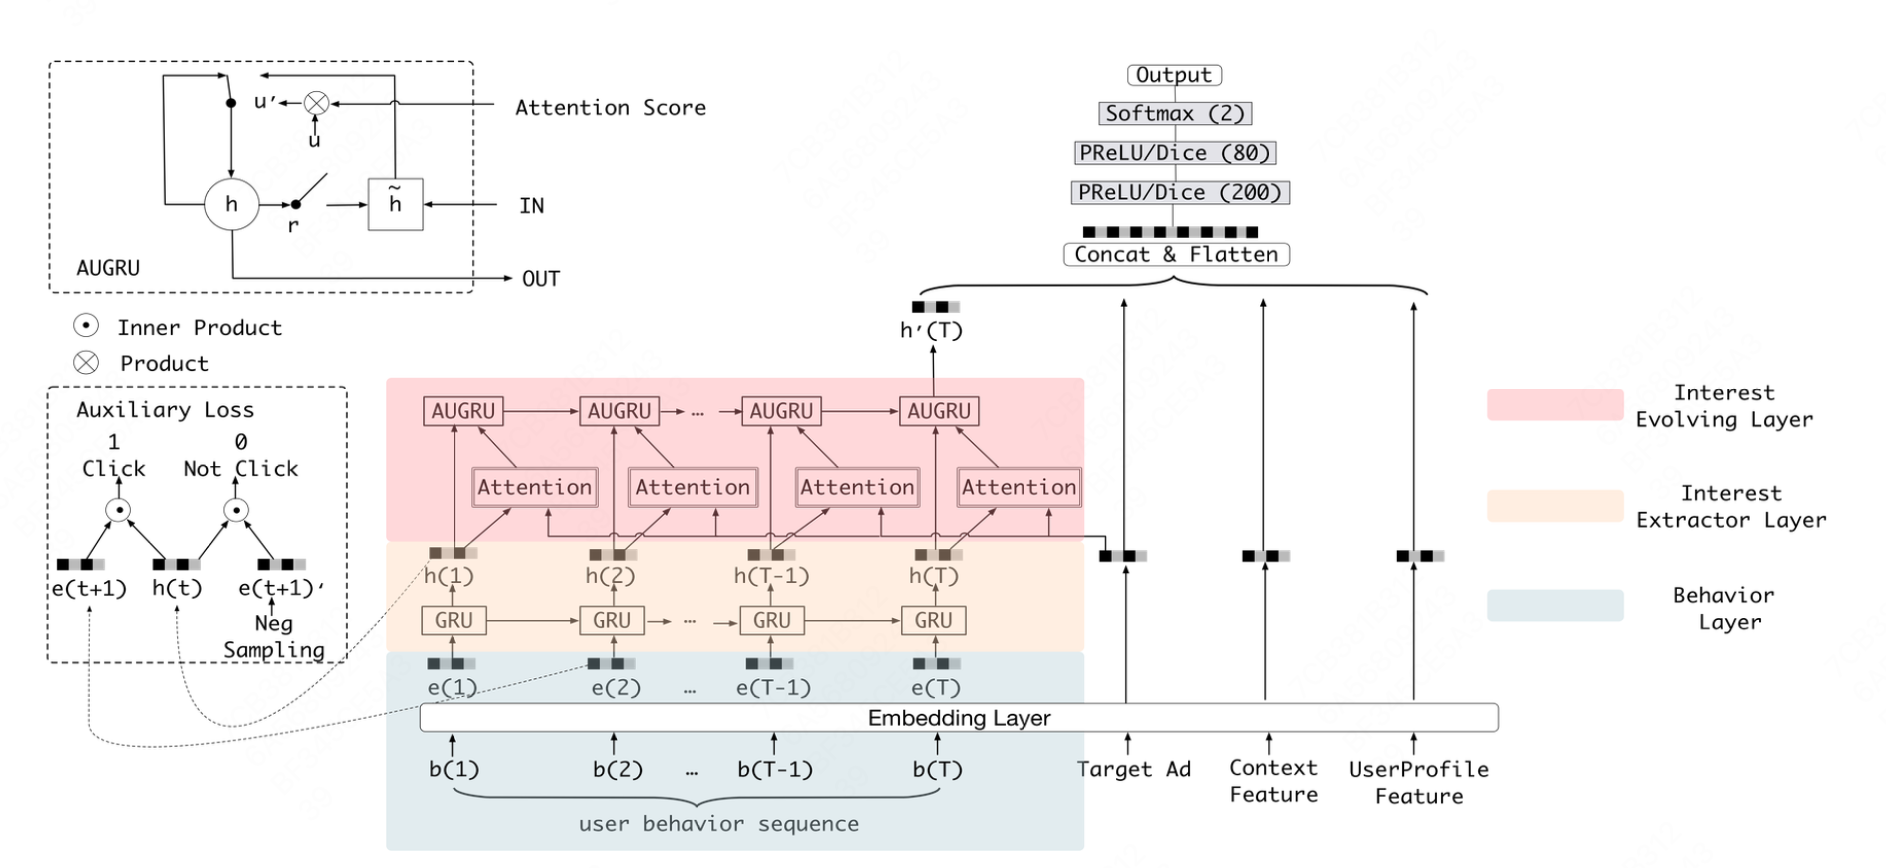 Attention Score
u′
u
h
h̃
r
IN
AUGRU
OUT
Inner Product
Product
Auxiliary Loss
1
0
Click
Not Click
e(t+1)
h(t)
e(t+1)′
Neg
Sampling
Output
Softmax (2)
PReLU/Dice (80)
PReLU/Dice (200)
Concat & Flatten
h′(T)
AUGRU
AUGRU
...
AUGRU
AUGRU
Attention
Attention
Attention
Attention
h(1)
h(2)
h(T-1)
h(T)
GRU
GRU
...
GRU
GRU
e(1)
e(2)
...
e(T-1)
e(T)
Embedding Layer
b(1)
b(2)
...
b(T-1)
b(T)
Target Ad
Context
Feature
UserProfile
Feature
user behavior sequence
Interest
Evolving Layer
Interest
Extractor Layer
Behavior
Layer